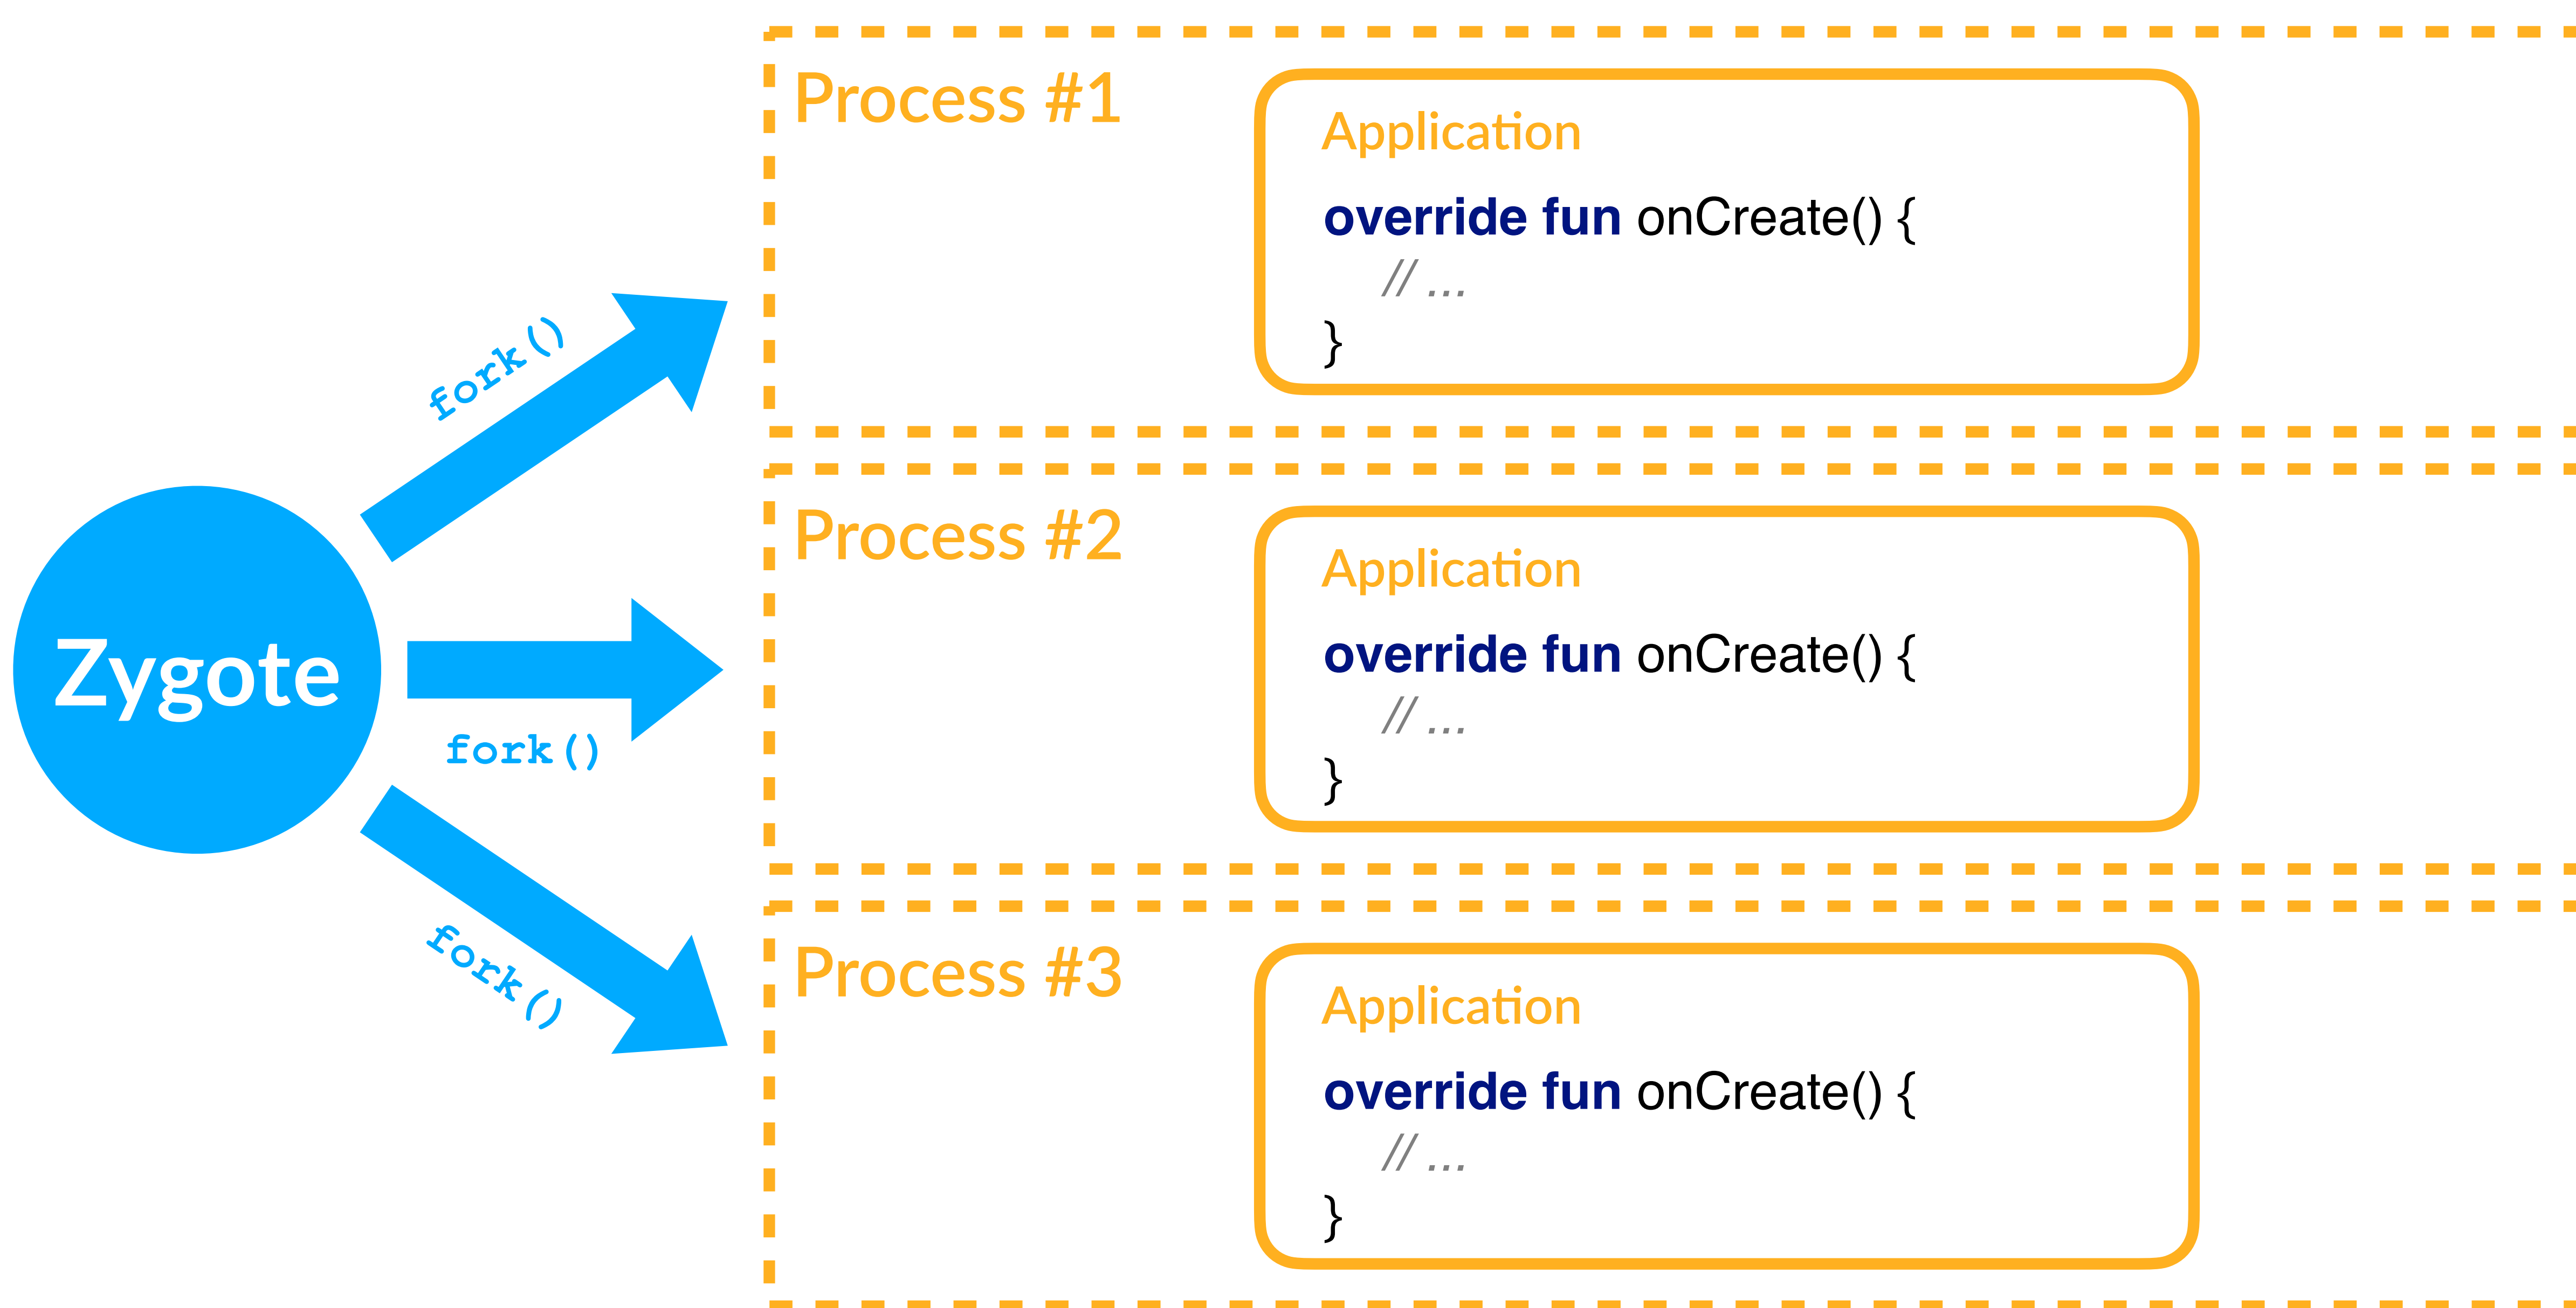 Zygote
fork()
fork()
fork()
Process #1
Application
override fun onCreate() {
// ...
}
Process #2
Application
override fun onCreate() {
// ...
}
Process #3
Application
override fun onCreate() {
// ...
}